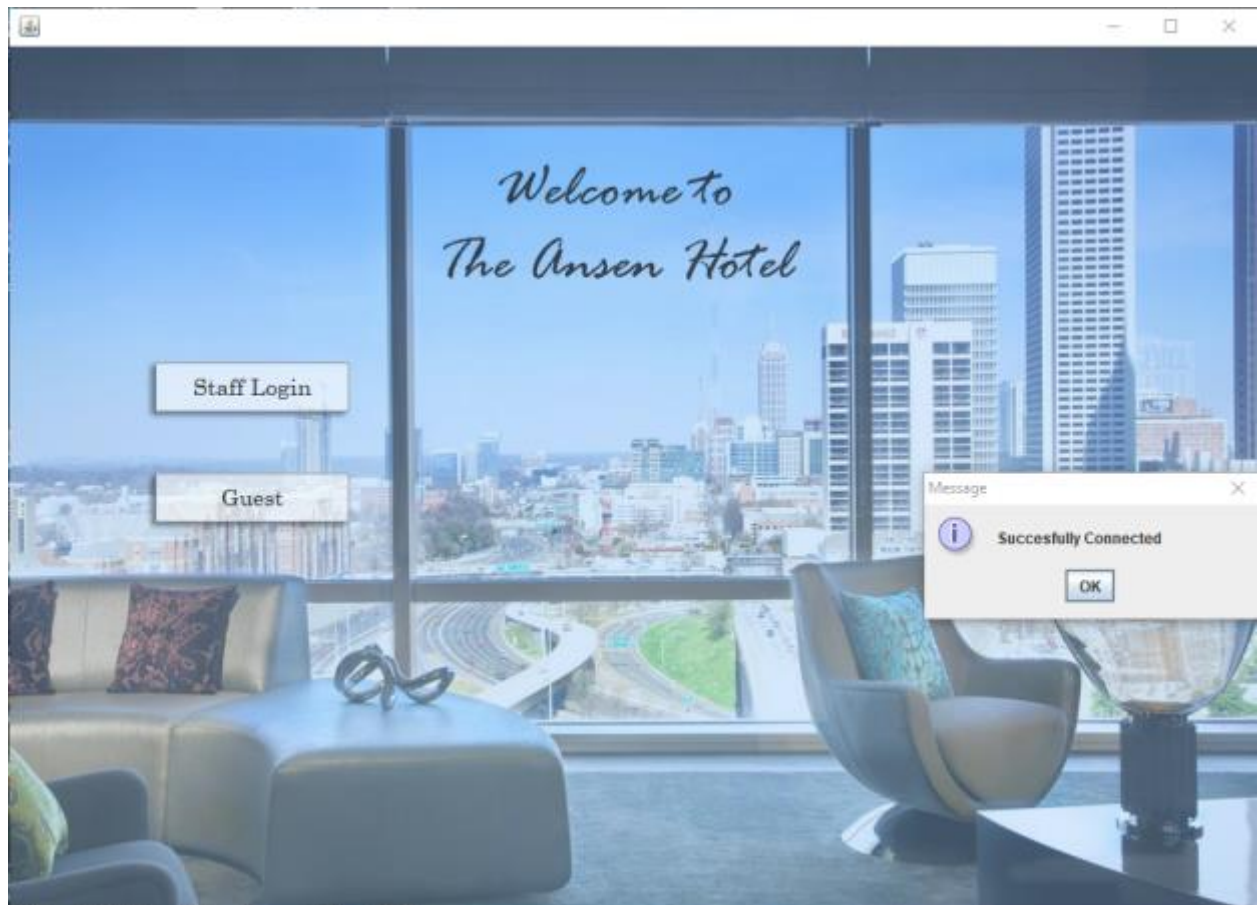 Welcome to
The Ansen Hotel
Staff Login
Guest
Message
Succesfully Connected
OK